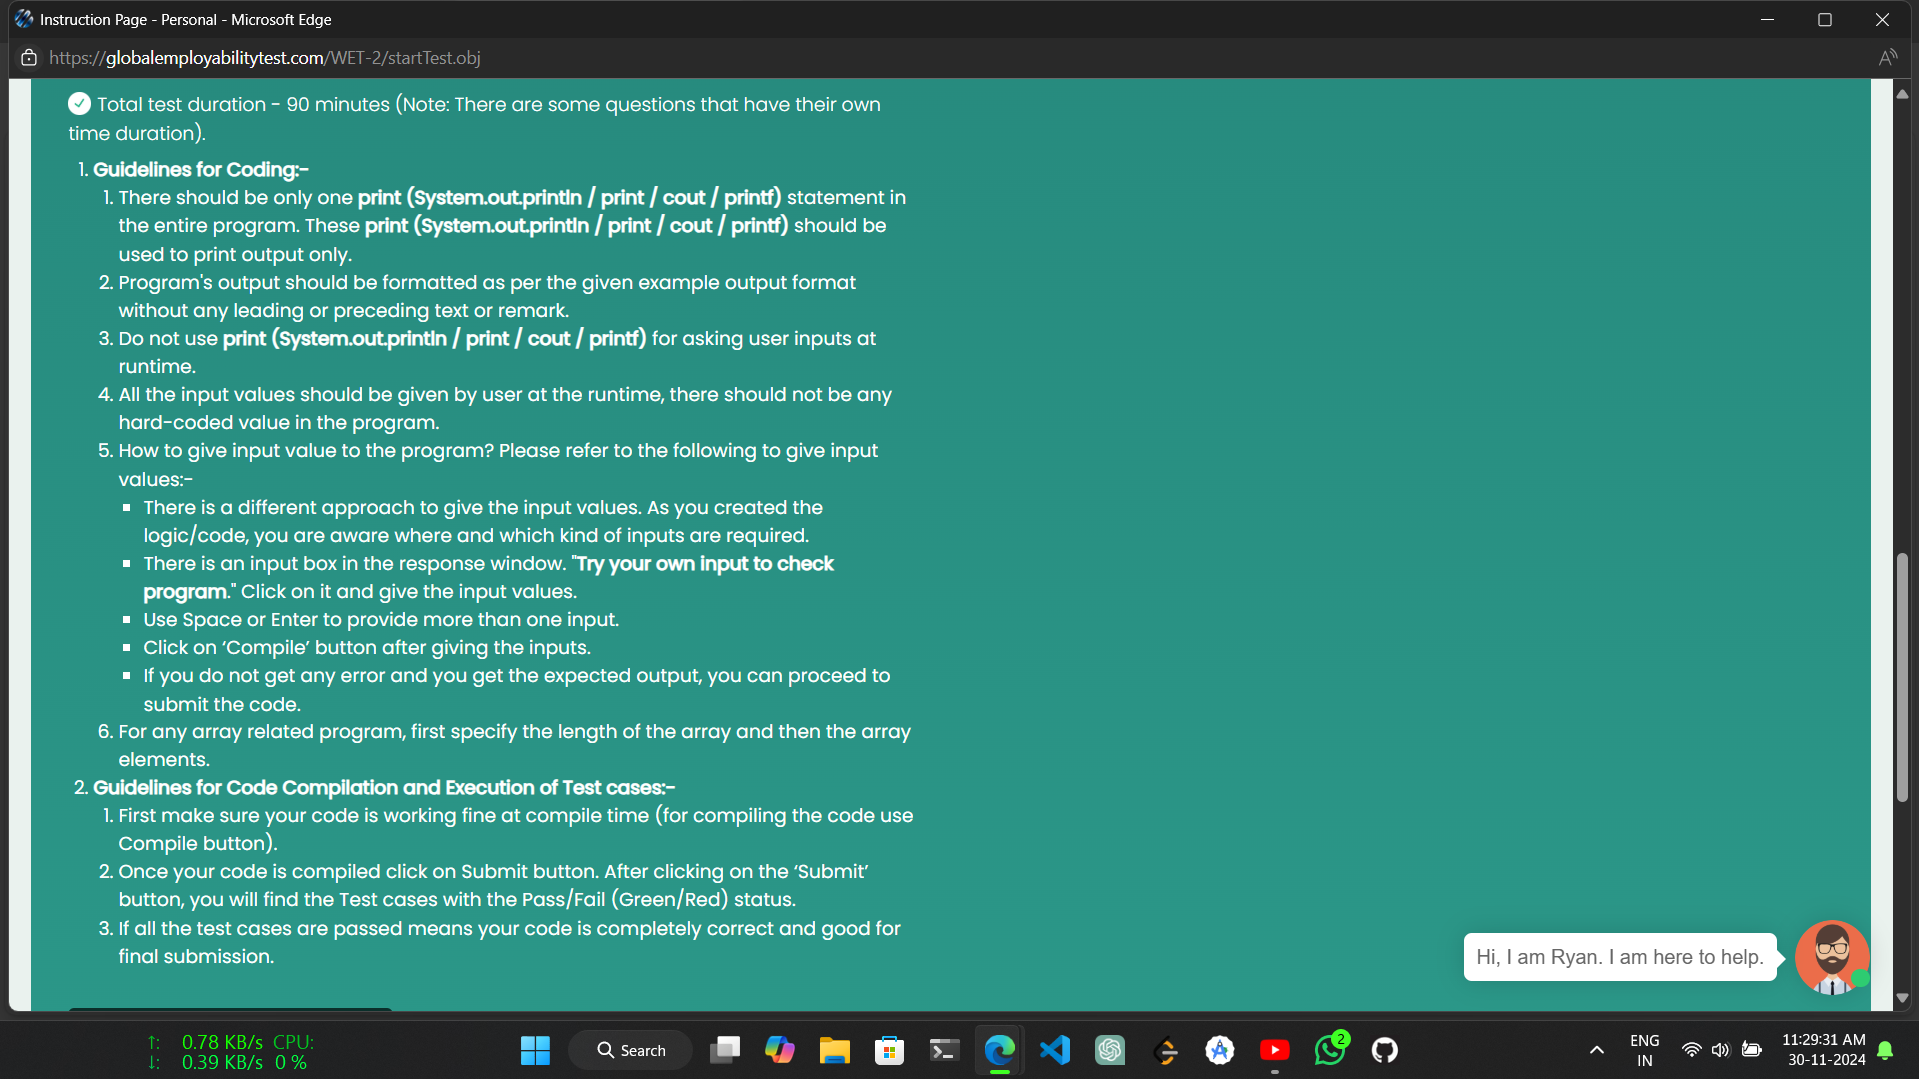 Instruction Page - Personal - Microsoft Edge
https://globalemployabilitytest.com/WET-2/startTest.obj
Total test duration - 90 minutes (Note: There are some questions that have their own
time duration).
1. Guidelines for Coding:-
1. There should be only one print (System.out.println / print / cout / printf) statement in
the entire program. These print (System.out.println / print / cout / printf) should be
used to print output only.
2. Program's output should be formatted as per the given example output format
without any leading or preceding text or remark.
3. Do not use print (System.out.println / print / cout / printf) for asking user inputs at
runtime.
4. All the input values should be given by user at the runtime, there should not be any
hard-coded value in the program.
5. How to give input value to the program? Please refer to the following to give input
values:-
▪ There is a different approach to give the input values. As you created the
logic/code, you are aware where and which kind of inputs are required.
▪ There is an input box in the response window. "Try your own input to check
program." Click on it and give the input values.
▪ Use Space or Enter to provide more than one input.
▪ Click on ‘Compile’ button after giving the inputs.
▪ If you do not get any error and you get the expected output, you can proceed to
submit the code.
6. For any array related program, first specify the length of the array and then the array
elements.
2. Guidelines for Code Compilation and Execution of Test cases:-
1. First make sure your code is working fine at compile time (for compiling the code use
Compile button).
2. Once your code is compiled click on Submit button. After clicking on the ‘Submit’
button, you will find the Test cases with the Pass/Fail (Green/Red) status.
3. If all the test cases are passed means your code is completely correct and good for
final submission.
Hi, I am Ryan. I am here to help.
↑: 0.78 KB/s CPU:
↓: 0.39 KB/s 0 %
Search
2
ENG
IN
11:29:31 AM
30-11-2024